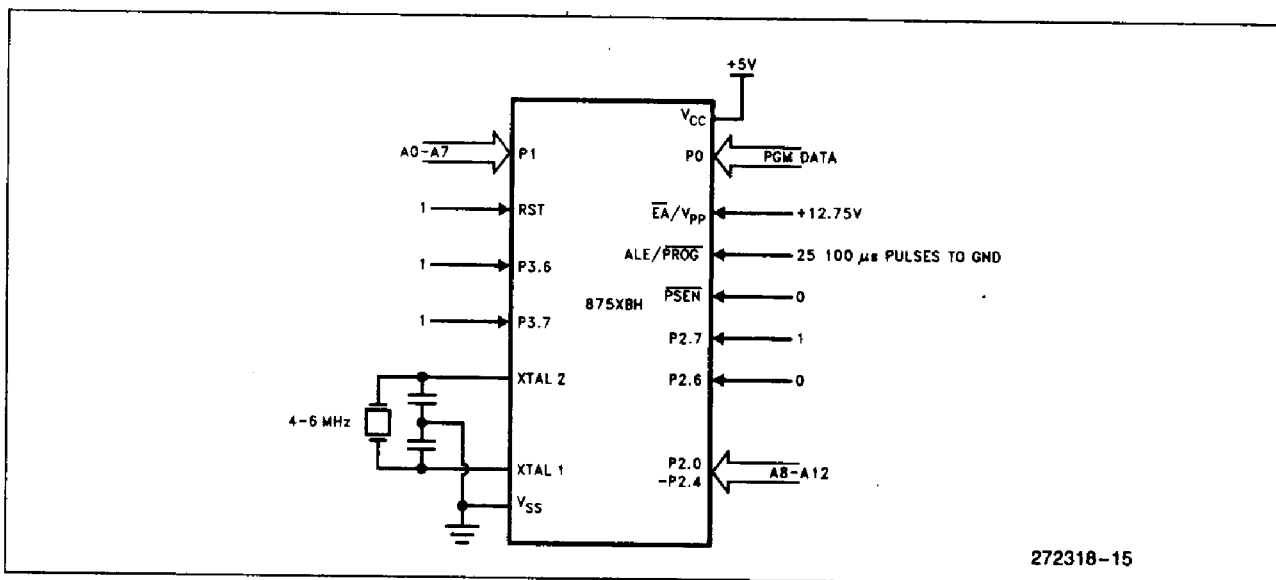 +5V
VCC
A0-A7
P1
P0
PGM DATA
1
RST
EA/VPP
+12.75V
ALE/PROG
25 100 µs PULSES TO GND
1
P3.6
PSEN
0
875XBH
1
P3.7
P2.7
1
XTAL 2
P2.6
0
4-6 MHz
XTAL 1
P2.0
-P2.4
A8-A12
VSS
272318-15